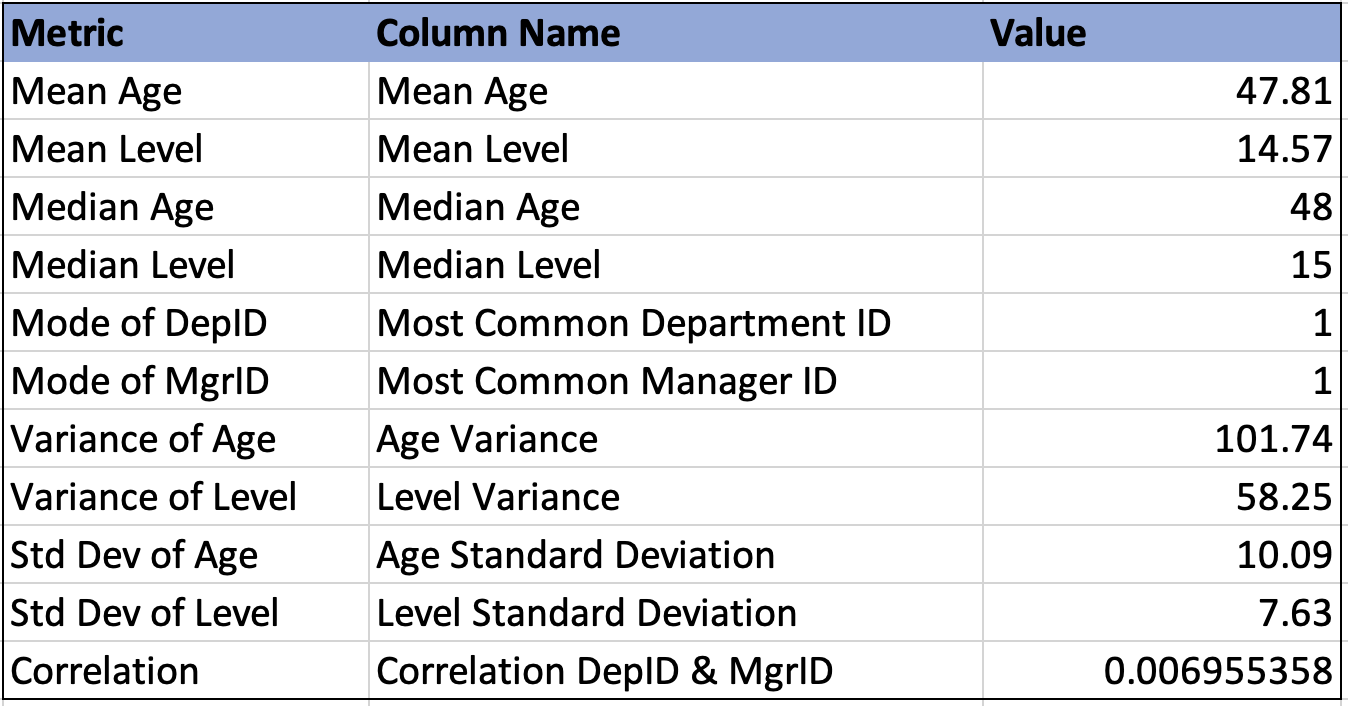 Metric Column Name Value
Mean Age Mean Age 47.81
Mean Level Mean Level 14.57
Median Age Median Age 48
Median Level Median Level 15
Mode of DepID Most Common Department ID 1
Mode of MgrID Most Common Manager ID 1
Variance of Age Age Variance 101.74
Variance of Level Level Variance 58.25
Std Dev of Age Age Standard Deviation 10.09
Std Dev of Level Level Standard Deviation 7.63
Correlation Correlation DepID & MgrID 0.006955358